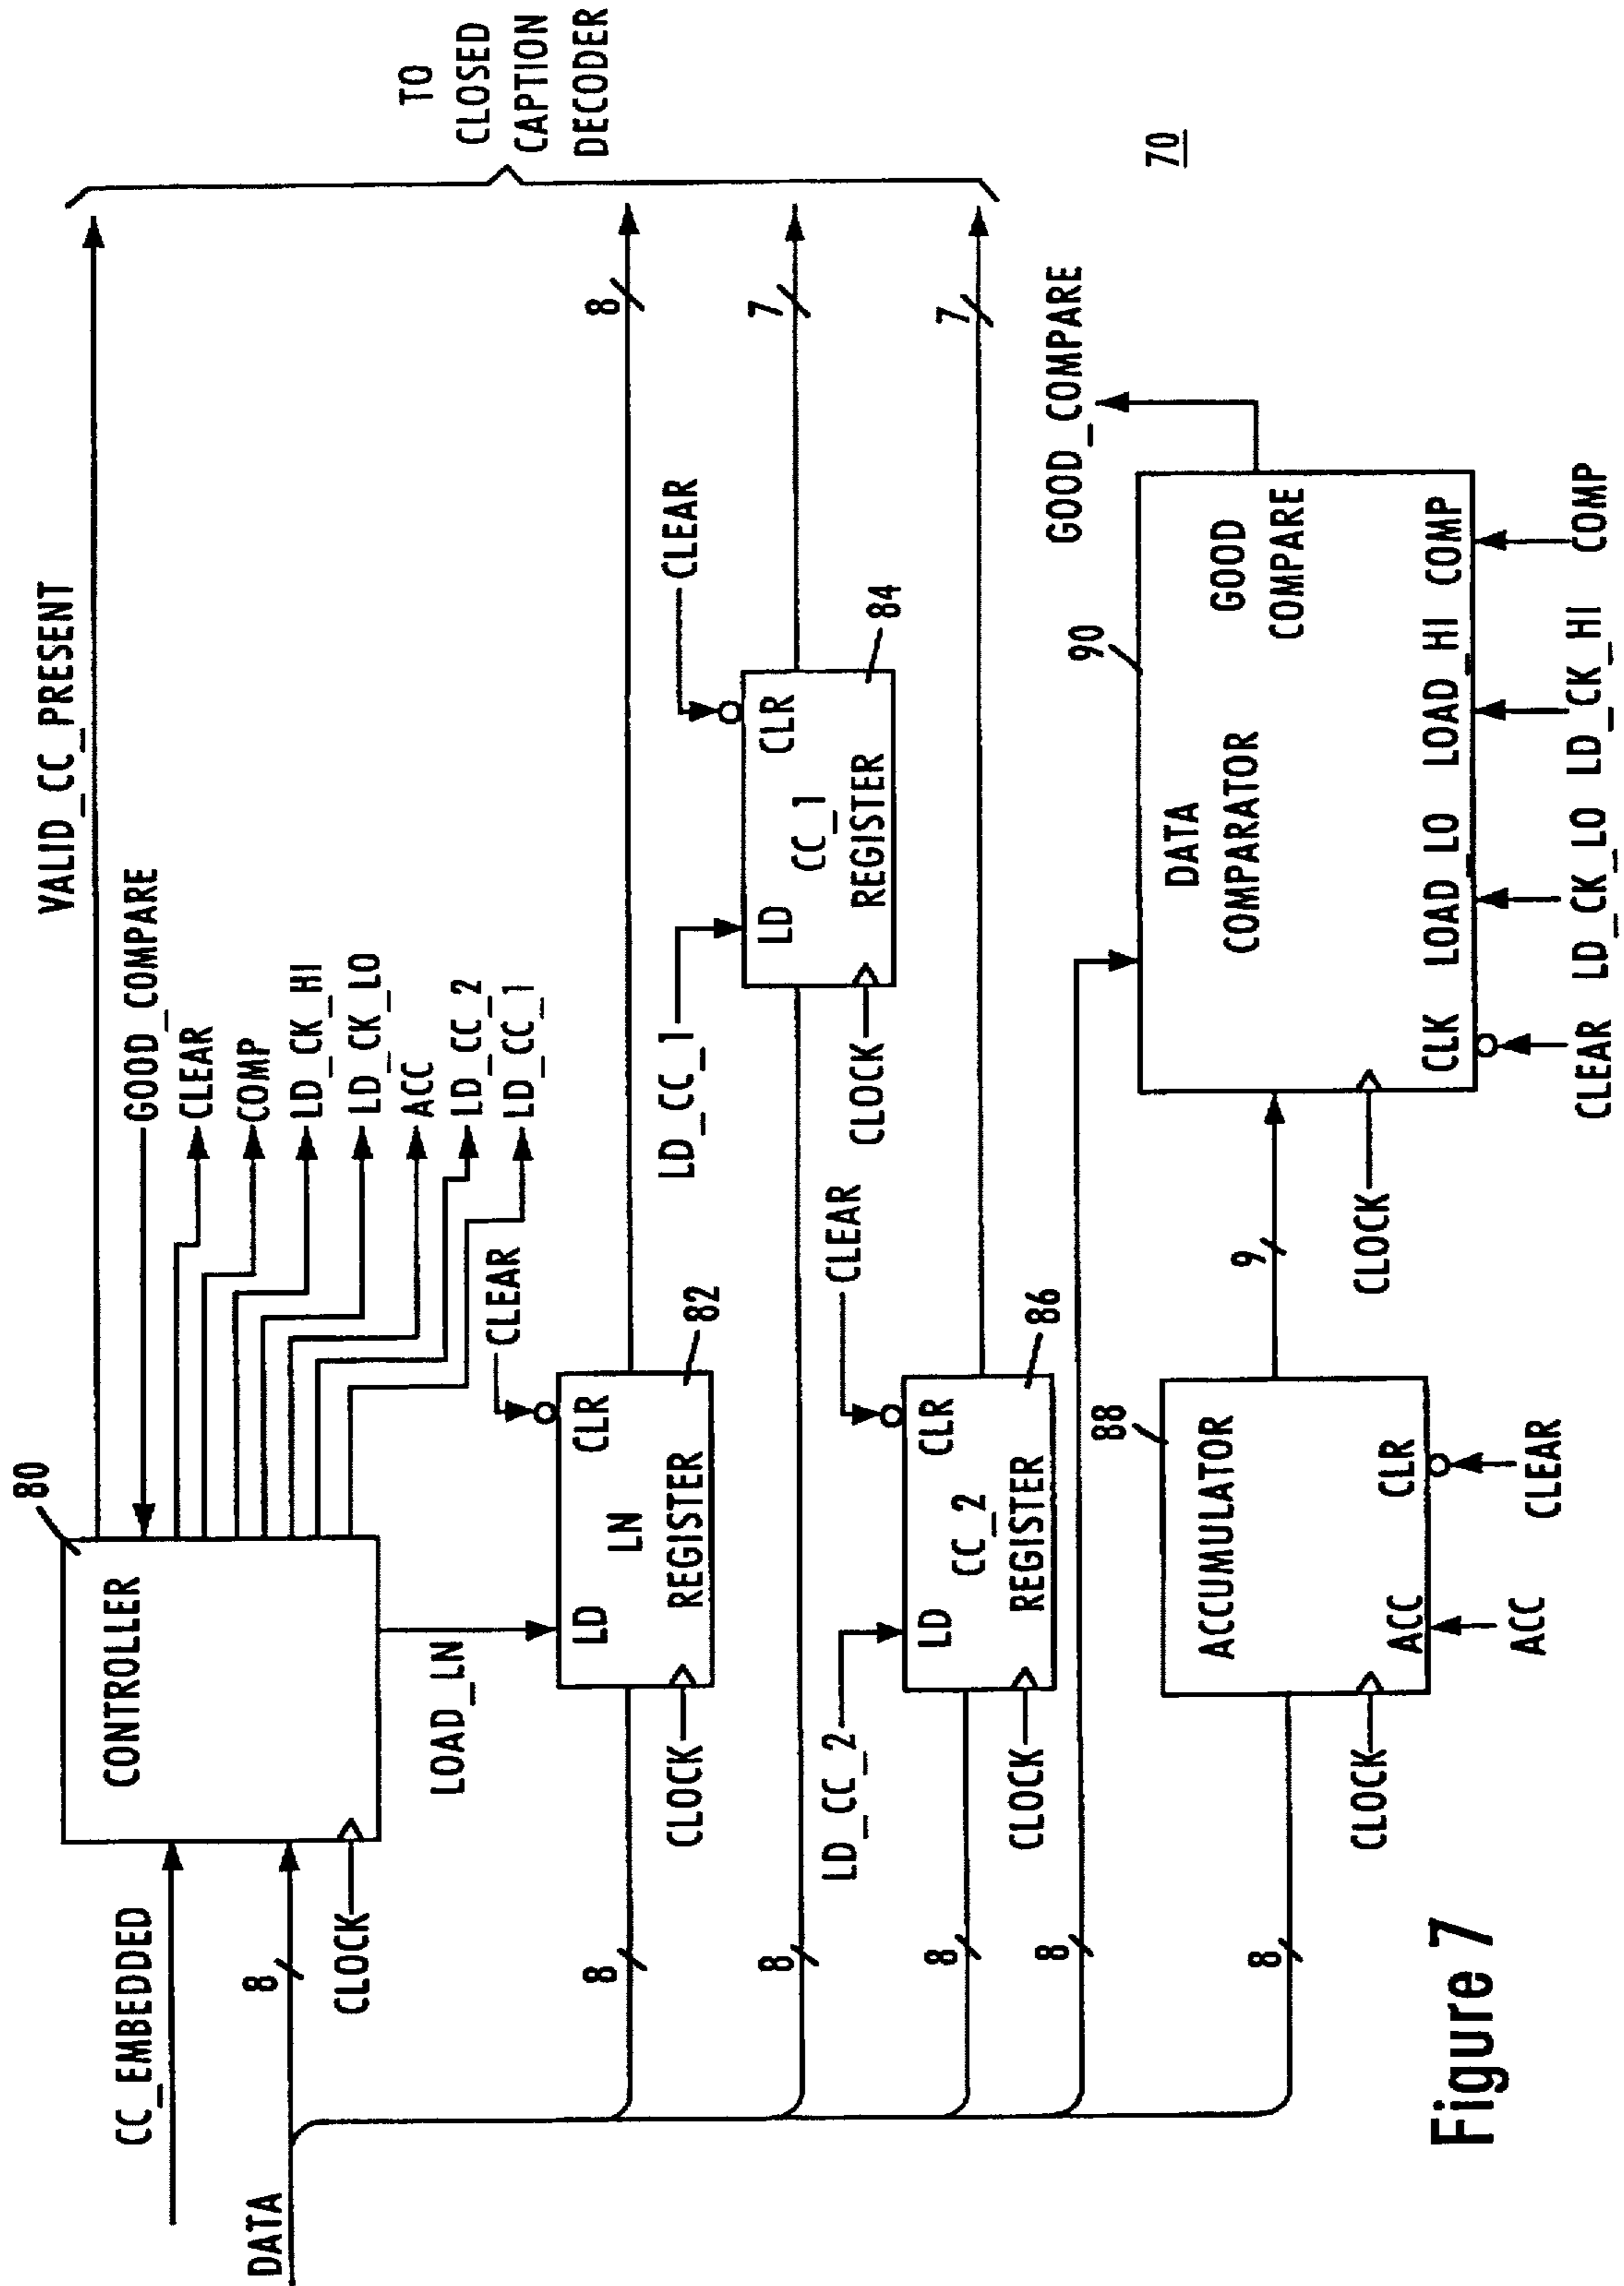 VALID_CC_PRESENT
TO
CLOSED
CAPTION
DECODER
80
CONTROLLER
CC_EMBEDDED
DATA
8
CLOCK
GOOD_COMPARE
CLEAR
COMP
LD_CK_HI
LD_CK_LO
ACC
LD_CC_2
LD_CC_1
LOAD_LN
CLEAR
8
CLOCK
LD
CLR
LN
REGISTER
82
8
LD_CC_1
CLEAR
8
CLOCK
LD
CLR
CC_1
REGISTER
84
7
LD_CC_2
CLEAR
8
CLOCK
LD
CLR
CC_2
REGISTER
86
7
70
8
8
CLOCK
88
ACCUMULATOR
ACC
CLR
ACC
CLEAR
9
CLOCK
90
DATA
COMPARATOR
GOOD
COMPARE
CLK LOAD_LO LOAD_HI COMP
CLEAR LD_CK_LO LD_CK_HI COMP
GOOD_COMPARE
Figure 7